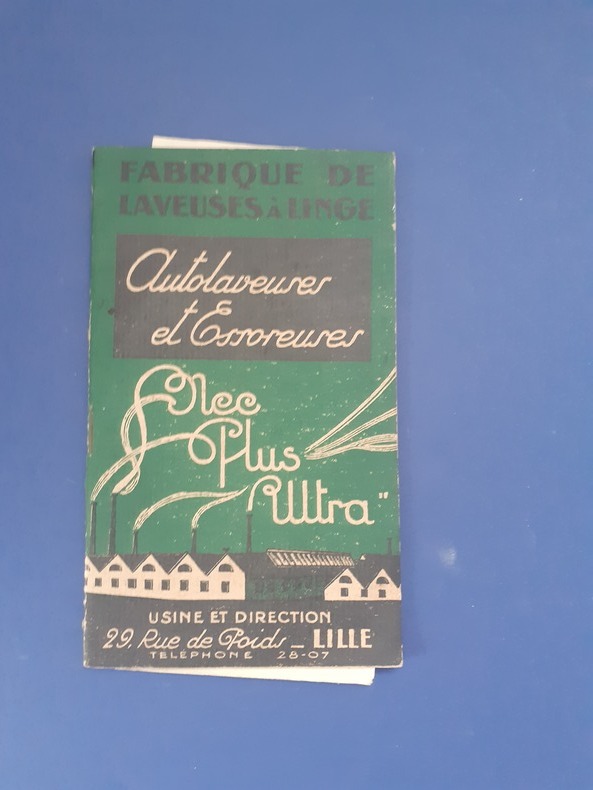 FABRIQUE DE
LAVEUSES À LINGE
Autolaveuses
et Essoreuses
Nec
Plus
Ultra"
USINE ET DIRECTION
29, Rue de Poids _ LILLE
TELÉPHONE 28-07